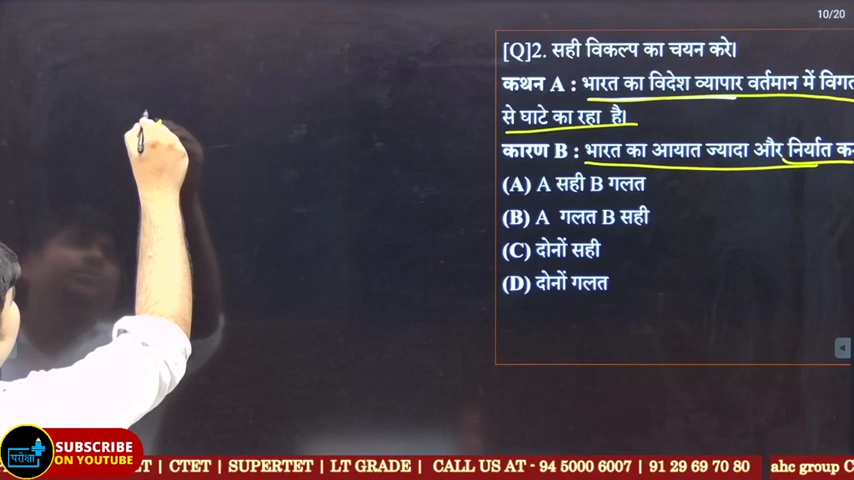 10/20
[Q]2. सही विकल्प का चयन करे।
कथन A : भारत का विदेश व्यापार वर्तमान में विगत
से घाटे का रहा है।
कारण B : भारत का आयात ज्यादा और निर्यात
(A) A सही B गलत
(B) A गलत B सही
(C) दोनों सही
(D) दोनों गलत
परीक्षा
SUBSCRIBE
ON YOUTUBE
| CTET | SUPERTET | LT GRADE | CALL US AT - 94 5000 6007 | 91 29 69 70 80
ahc group